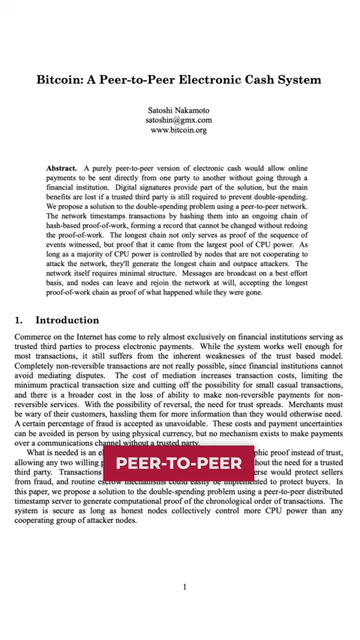 Bitcoin: A Peer-to-Peer Electronic Cash System
Satoshi Nakamoto
satoshin@gmx.com
www.bitcoin.org
Abstract. A purely peer-to-peer version of electronic cash would allow online
payments to be sent directly from one party to another without going through a
financial institution. Digital signatures provide part of the solution, but the main
benefits are lost if a trusted third party is still required to prevent double-spending.
We propose a solution to the double-spending problem using a peer-to-peer network.
The network timestamps transactions by hashing them into an ongoing chain of
hash-based proof-of-work, forming a record that cannot be changed without redoing
the proof-of-work. The longest chain not only serves as proof of the sequence of
events witnessed, but proof that it came from the largest pool of CPU power. As
long as a majority of CPU power is controlled by nodes that are not cooperating to
attack the network, they'll generate the longest chain and outpace attackers. The
network itself requires minimal structure. Messages are broadcast on a best effort
basis, and nodes can leave and rejoin the network at will, accepting the longest
proof-of-work chain as proof of what happened while they were gone.
1. Introduction
Commerce on the Internet has come to rely almost exclusively on financial institutions serving as
trusted third parties to process electronic payments. While the system works well enough for
most transactions, it still suffers from the inherent weaknesses of the trust based model.
Completely non-reversible transactions are not really possible, since financial institutions cannot
avoid mediating disputes. The cost of mediation increases transaction costs, limiting the
minimum practical transaction size and cutting off the possibility for small casual transactions,
and there is a broader cost in the loss of ability to make non-reversible payments for non-
reversible services. With the possibility of reversal, the need for trust spreads. Merchants must
be wary of their customers, hassling them for more information than they would otherwise need.
A certain percentage of fraud is accepted as unavoidable. These costs and payment uncertainties
can be avoided in person by using physical currency, but no mechanism exists to make payments
over a communications channel without a trusted party.
What is needed is an phic proof instead of trust,
allowing any two willing hout the need for a trusted
third party. Transactions erse would protect sellers
from fraud, and routine escrow mechanisms could easily be implemented to protect buyers. In
this paper, we propose a solution to the double-spending problem using a peer-to-peer distributed
timestamp server to generate computational proof of the chronological order of transactions. The
system is secure as long as honest nodes collectively control more CPU power than any
cooperating group of attacker nodes.
PEER-TO-PEER
1